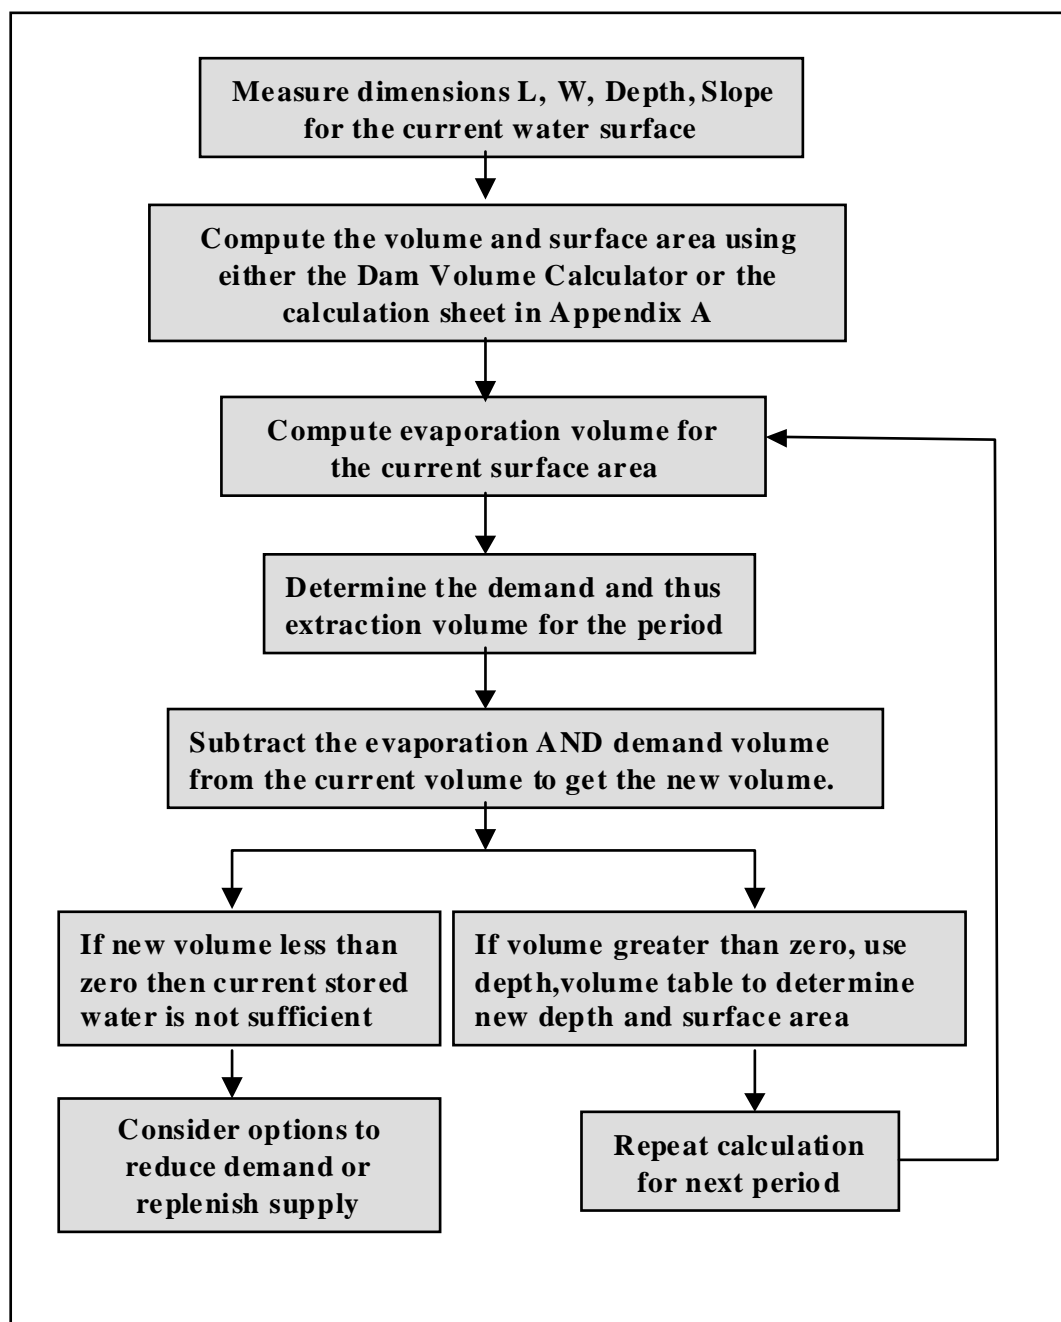 Measure dimensions L, W, Depth, Slope
for the current water surface
Compute the volume and surface area using
either the Dam Volume Calculator or the
calculation sheet in Appendix A
Compute evaporation volume for
the current surface area
Determine the demand and thus
extraction volume for the period
Subtract the evaporation AND demand volume
from the current volume to get the new volume.
If new volume less than
zero then current stored
water is not sufficient
If volume greater than zero, use
depth,volume table to determine
new depth and surface area
Consider options to
reduce demand or
replenish supply
Repeat calculation
for next period